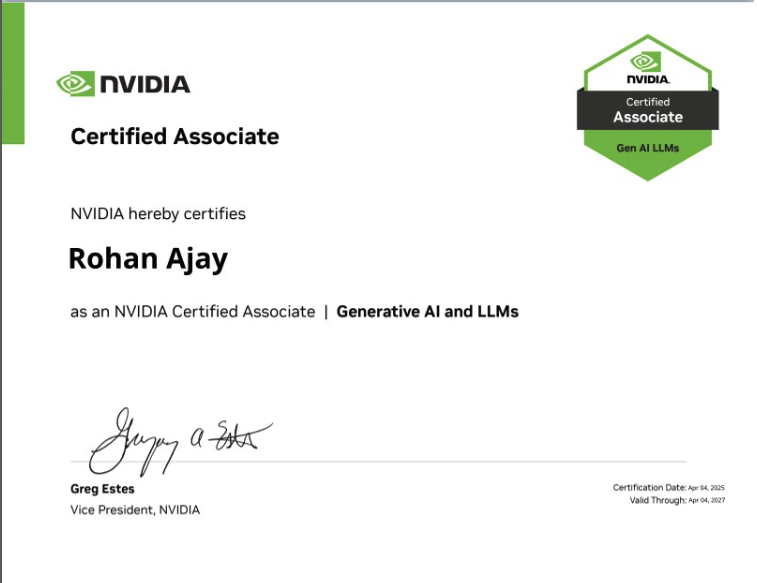 NVIDIA
Certified Associate
NVIDIA.
Certified
Associate
Gen AI LLMs
NVIDIA hereby certifies
Rohan Ajay
as an NVIDIA Certified Associate | Generative AI and LLMs
Greg Estes
Vice President, NVIDIA
Certification Date: Apr 04, 2025
Valid Through: Apr 04, 2027